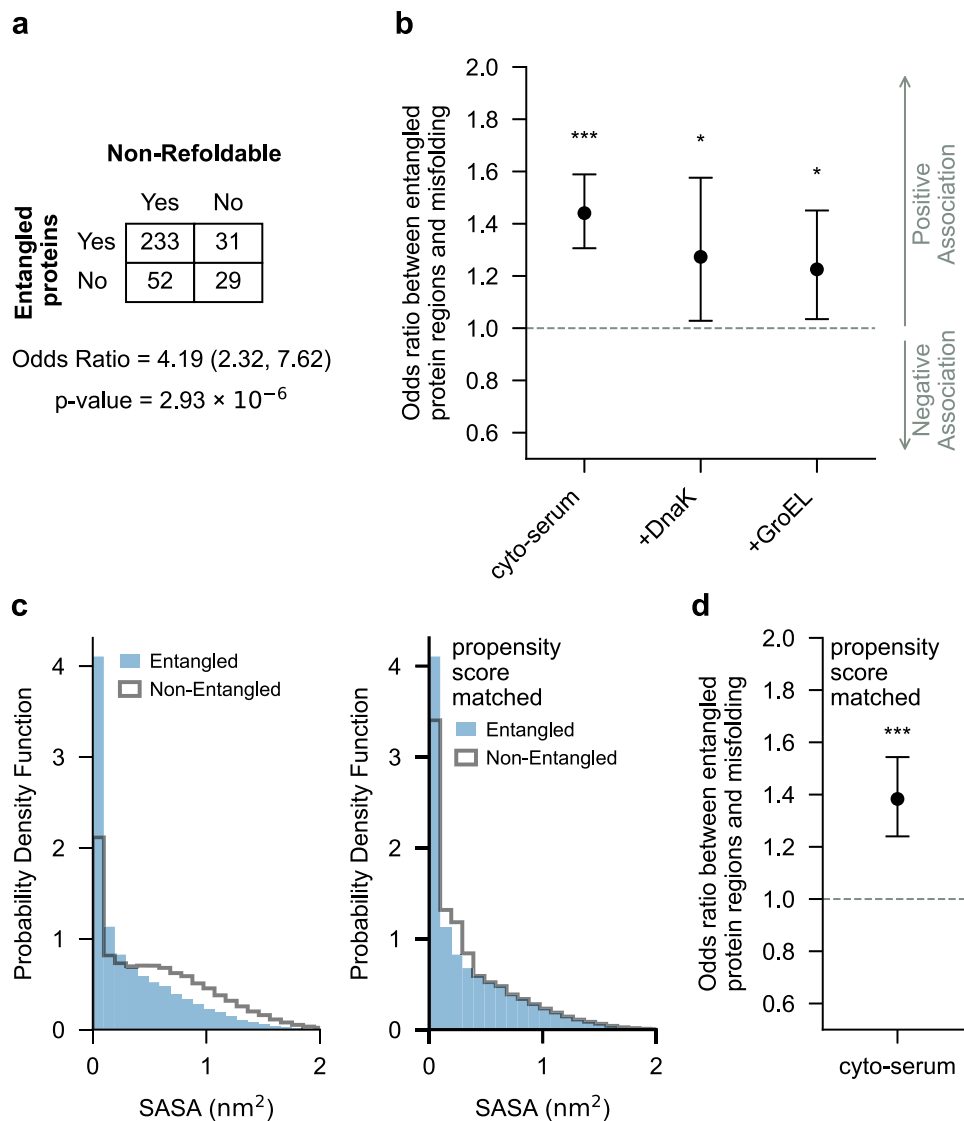 a
Non-Refoldable
Yes No
Entangled
proteins
Yes 233 31
No 52 29
Odds Ratio = 4.19 (2.32, 7.62)
p-value = 2.93 × 10⁻⁶
b
Odds ratio between entangled
protein regions and misfolding
2.0
1.8
1.6
1.4
1.2
1.0
0.8
0.6
***
*
*
cyto-serum
+DnaK
+GroEL
Positive
Association
Negative
Association
c
Probability Density Function
4
3
2
1
0
Entangled
Non-Entangled
0 1 2
SASA (nm²)
Probability Density Function
4
3
2
1
0
propensity
score
matched
Entangled
Non-Entangled
0 1 2
SASA (nm²)
d
Odds ratio between entangled
protein regions and misfolding
2.0
1.8
1.6
1.4
1.2
1.0
0.8
0.6
propensity
score
matched
***
cyto-serum